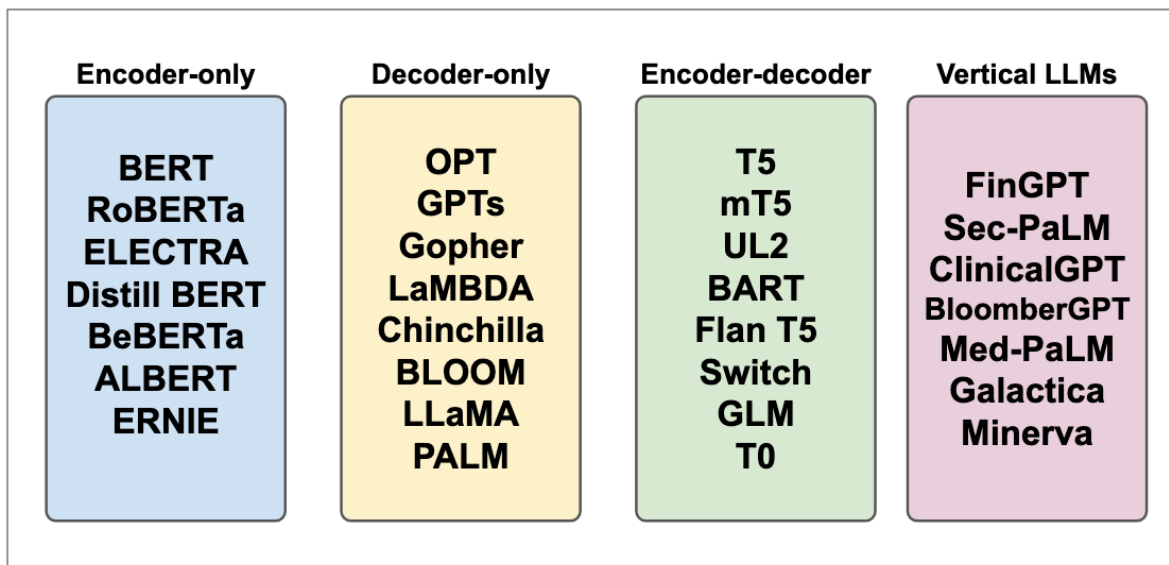 Encoder-only
BERT
RoBERTa
ELECTRA
Distill BERT
BeBERTa
ALBERT
ERNIE
Decoder-only
OPT
GPTs
Gopher
LaMBDA
Chinchilla
BLOOM
LLaMA
PALM
Encoder-decoder
T5
mT5
UL2
BART
Flan T5
Switch
GLM
T0
Vertical LLMs
FinGPT
Sec-PaLM
ClinicalGPT
BloomberGPT
Med-PaLM
Galactica
Minerva